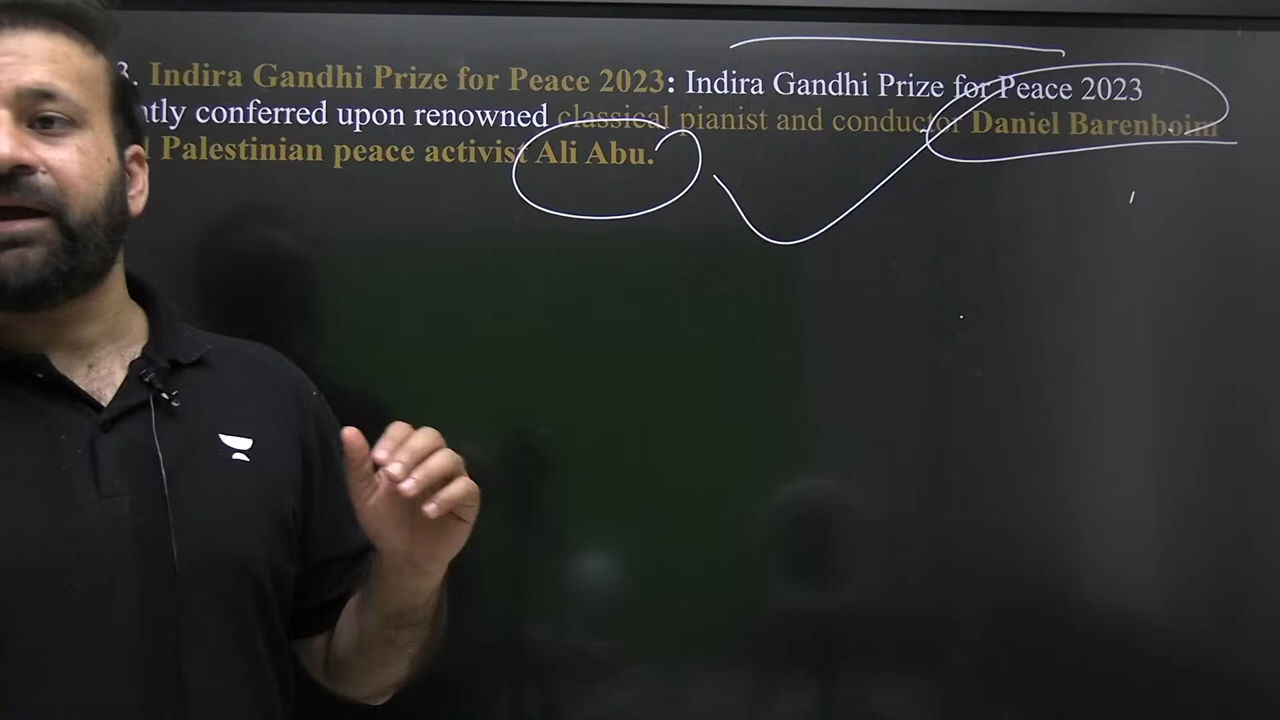 3. Indira Gandhi Prize for Peace 2023: Indira Gandhi Prize for Peace 2023
ntly conferred upon renowned classical pianist and conductor Daniel Barenboim
Palestinian peace activist Ali Abu.